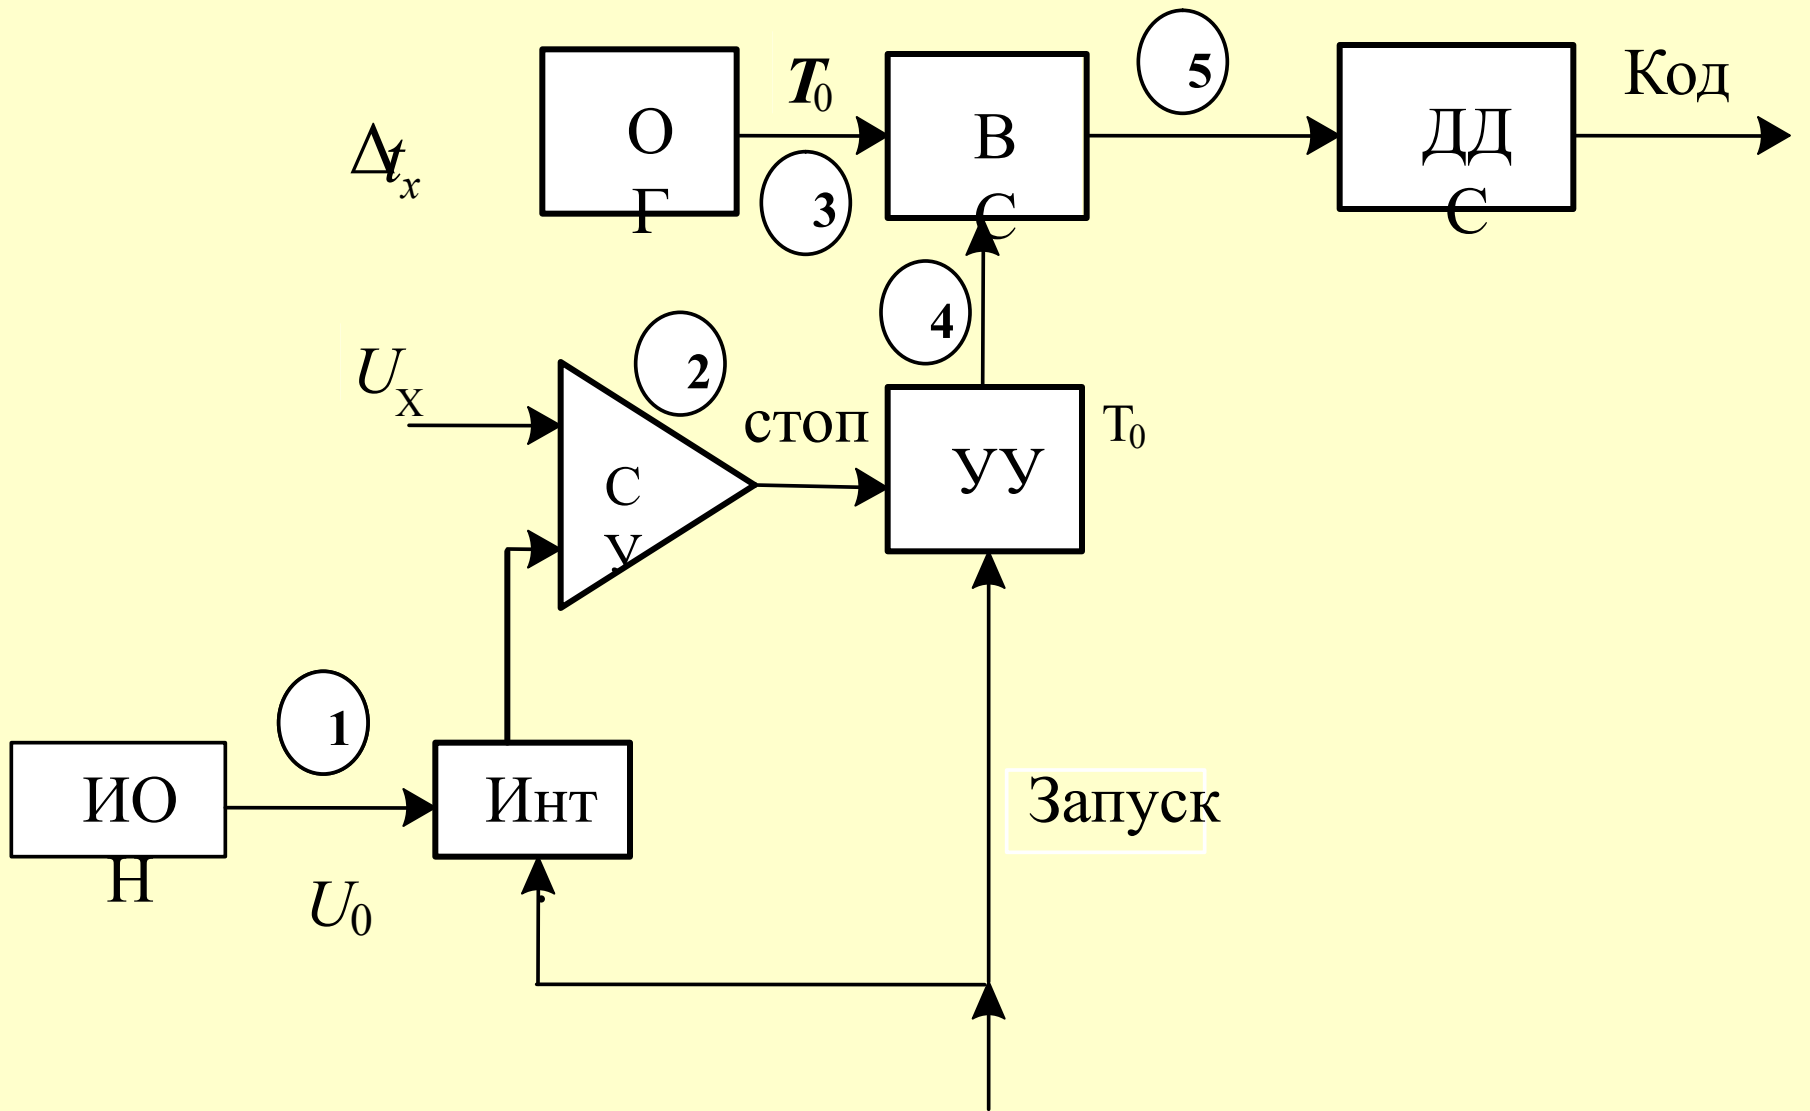 О
Г
T0
В
С
5
ДД
С
Код
Δtx
3
4
UX
2
С
У
стоп
УУ
T0
1
ИО
Н
Инт
Запуск
U0